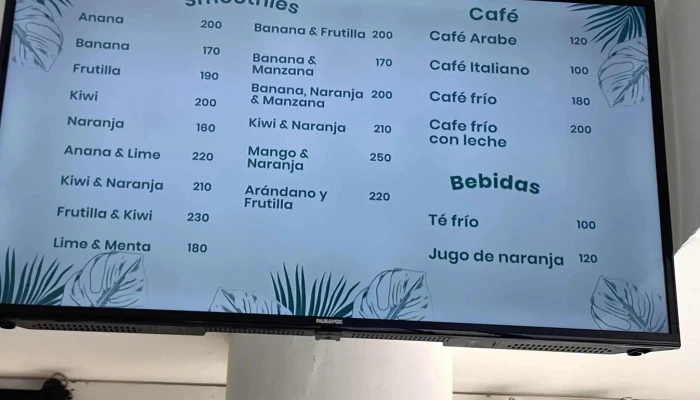 Smoothies
Anana 200
Banana 170
Frutilla 190
Kiwi 200
Naranja 160
Anana & Lime 220
Kiwi & Naranja 210
Frutilla & Kiwi 230
Lime & Menta 180
Banana & Frutilla 200
Banana & 170
Manzana
Banana, Naranja 200
& Manzana
Kiwi & Naranja 210
Mango & 250
Naranja
Arándano y 220
Frutilla
Café
Café Arabe 120
Café Italiano 100
Café frío 180
Cafe frío 200
con leche
Bebidas
Té frío 100
Jugo de naranja 120
PANAVOX